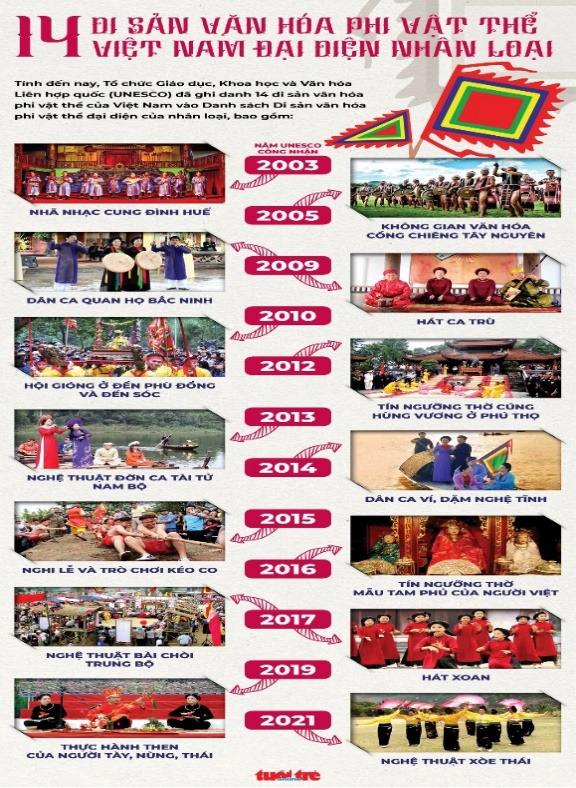 14 DI SẢN VĂN HÓA PHI VẬT THỂ
VIỆT NAM ĐẠI DIỆN NHÂN LOẠI
Tính đến nay, Tổ chức Giáo dục, Khoa học và Văn hóa
Liên hợp quốc (UNESCO) đã ghi danh 14 di sản văn hóa
phi vật thể của Việt Nam vào Danh sách Di sản văn hóa
phi vật thể đại diện của nhân loại, bao gồm:
NĂM UNESCO
CÔNG NHẬN
2003
NHÃ NHẠC CUNG ĐÌNH HUẾ
2005
KHÔNG GIAN VĂN HÓA
CỒNG CHIÊNG TÂY NGUYÊN
2009
DÂN CA QUAN HỌ BẮC NINH
HÁT CA TRÙ
2010
HỘI GIÓNG Ở ĐỀN PHÙ ĐỔNG
VÀ ĐỀN SÓC
2012
TÍN NGƯỠNG THỜ CÚNG
HÙNG VƯƠNG Ở PHÚ THỌ
2013
NGHỆ THUẬT ĐỜN CA TÀI TỬ
NAM BỘ
2014
DÂN CA VÍ, DẶM NGHỆ TĨNH
2015
NGHI LỄ VÀ TRÒ CHƠI KÉO CO
2016
TÍN NGƯỠNG THỜ
MẪU TAM PHỦ CỦA NGƯỜI VIỆT
2017
NGHỆ THUẬT BÀI CHÒI
TRUNG BỘ
HÁT XOAN
2019
THỰC HÀNH THEN
CỦA NGƯỜI TÀY, NÙNG, THÁI
2021
NGHỆ THUẬT XÒE THÁI
tuổi trẻ